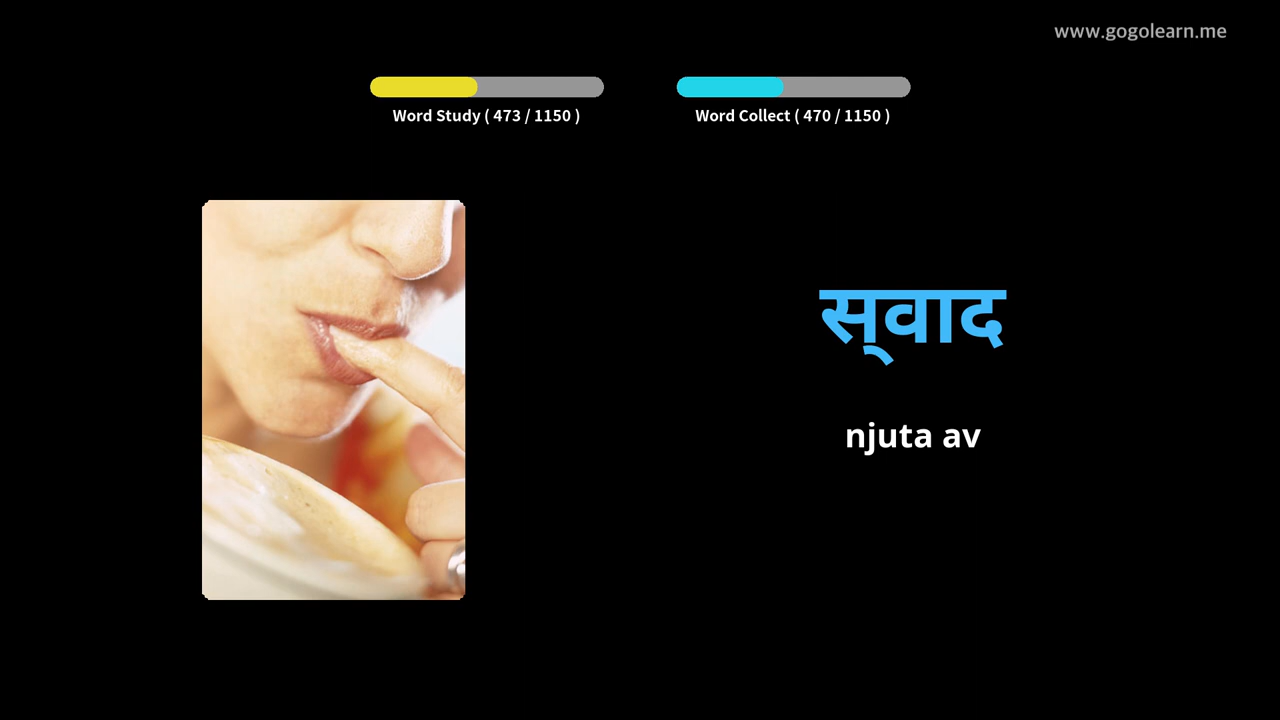 www.gogolearn.me
Word Study ( 473 / 1150 )
Word Collect ( 470 / 1150 )
स्‌वाद
njuta av